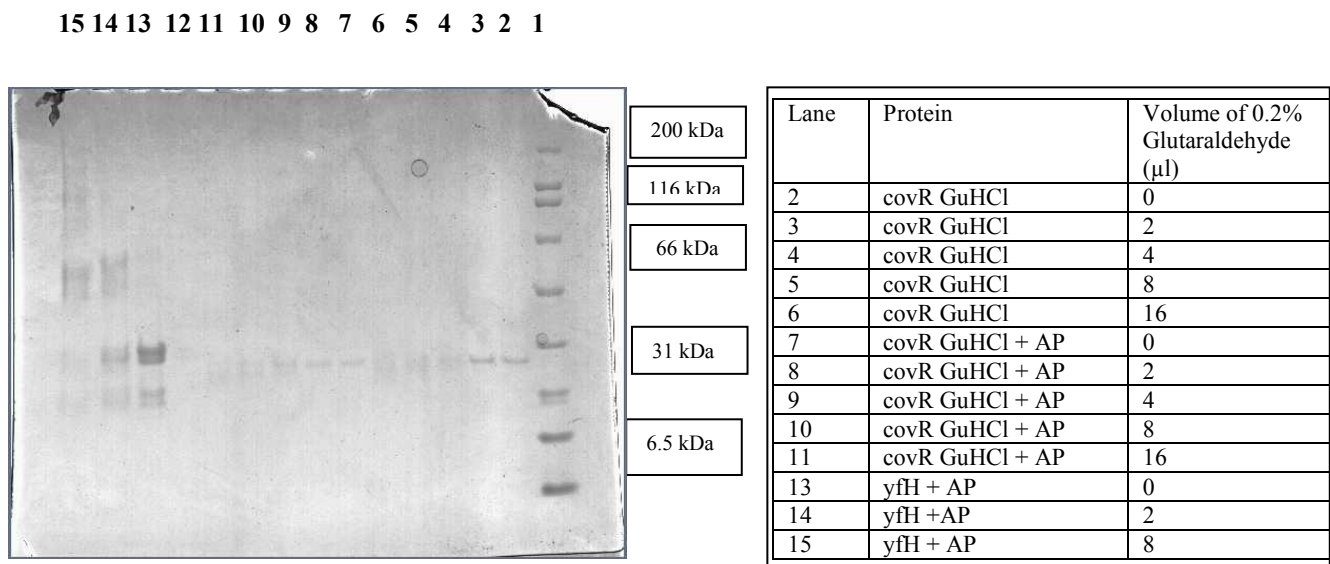 15 14 13 12 11 10 9 8 7 6 5 4 3 2 1
200 kDa
116 kDa
66 kDa
31 kDa
6.5 kDa
Lane Protein Volume of 0.2%
Glutaraldehyde
(µl)
2 covR GuHCl 0
3 covR GuHCl 2
4 covR GuHCl 4
5 covR GuHCl 8
6 covR GuHCl 16
7 covR GuHCl + AP 0
8 covR GuHCl + AP 2
9 covR GuHCl + AP 4
10 covR GuHCl + AP 8
11 covR GuHCl + AP 16
13 yfH + AP 0
14 yfH +AP 2
15 yfH + AP 8